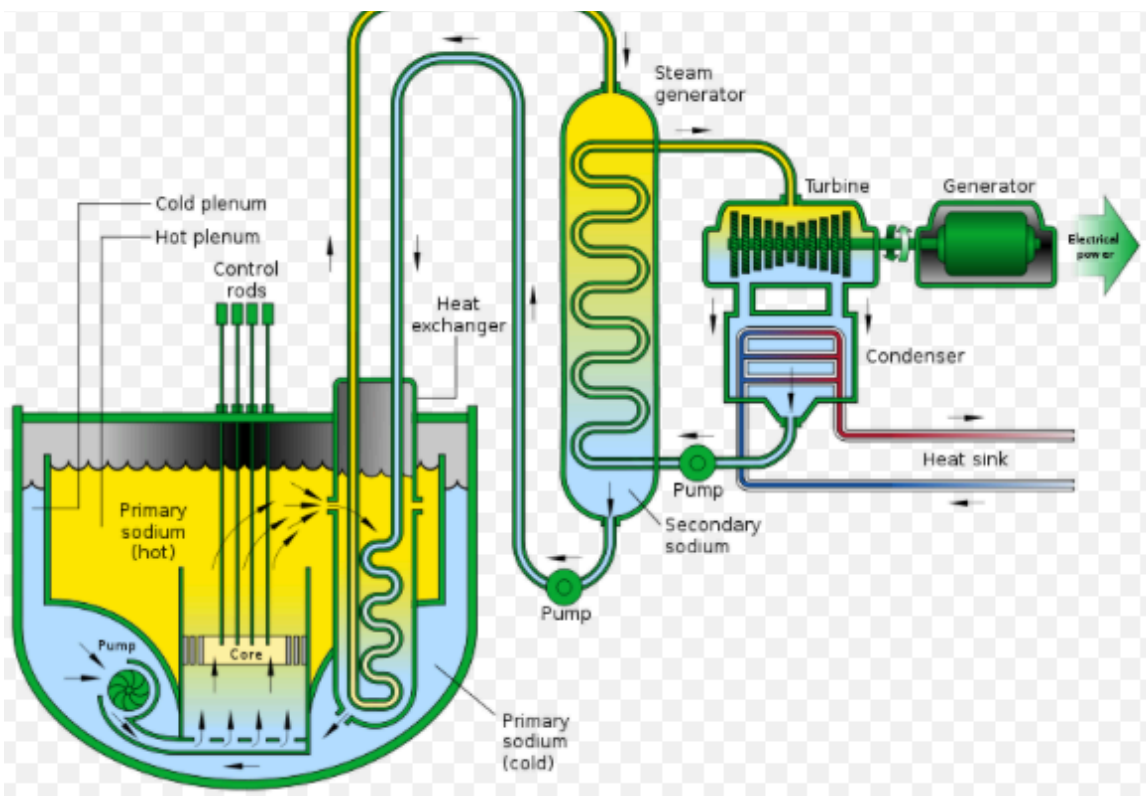 Steam
generator
Turbine
Generator
Cold plenum
Hot plenum
Electrical
power
Control
rods
Heat
exchanger
Condenser
Heat sink
Pump
Primary
sodium
(hot)
Secondary
sodium
Pump
Pump
Core
Primary
sodium
(cold)